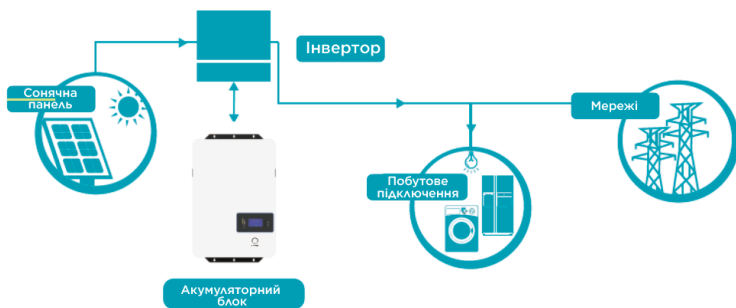 Інвертор
Сонячна
панель
Мережі
Побутове
підключення
Акумуляторний
блок